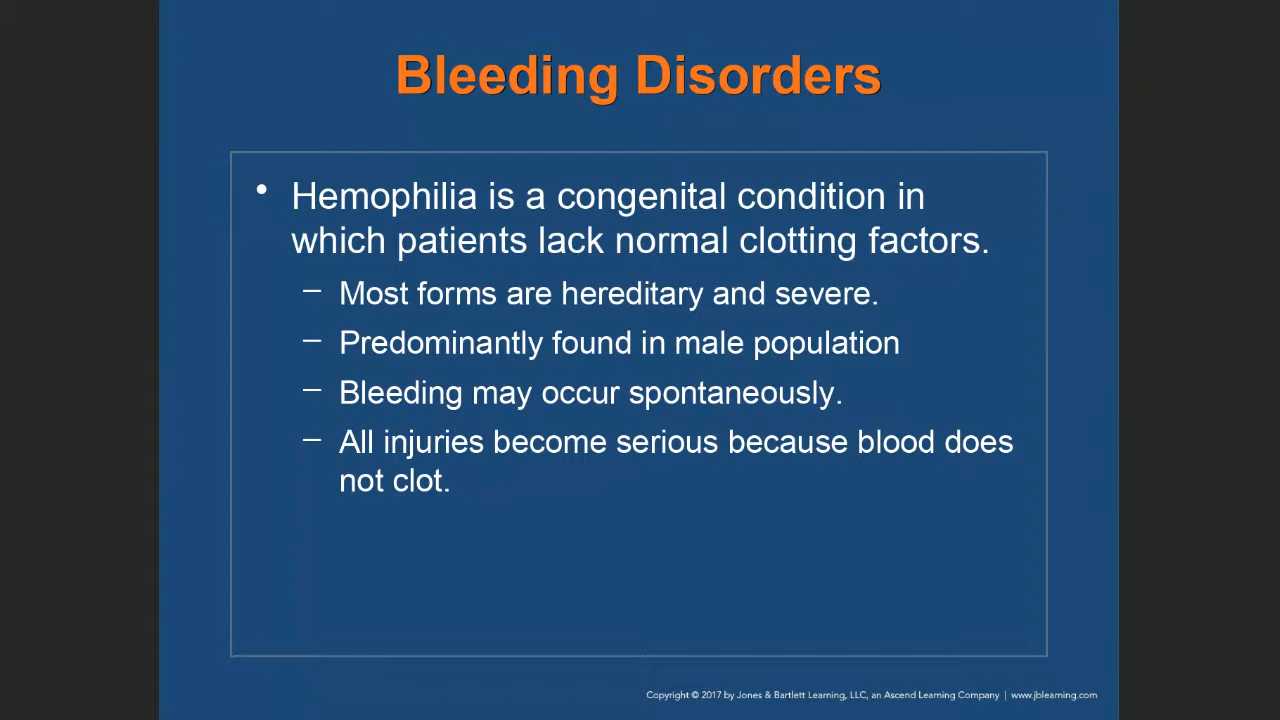 Bleeding Disorders
• Hemophilia is a congenital condition in
which patients lack normal clotting factors.
– Most forms are hereditary and severe.
– Predominantly found in male population
– Bleeding may occur spontaneously.
– All injuries become serious because blood does
not clot.
Copyright © 2017 by Jones & Bartlett Learning, LLC, an Ascend Learning Company | www.jblearning.com